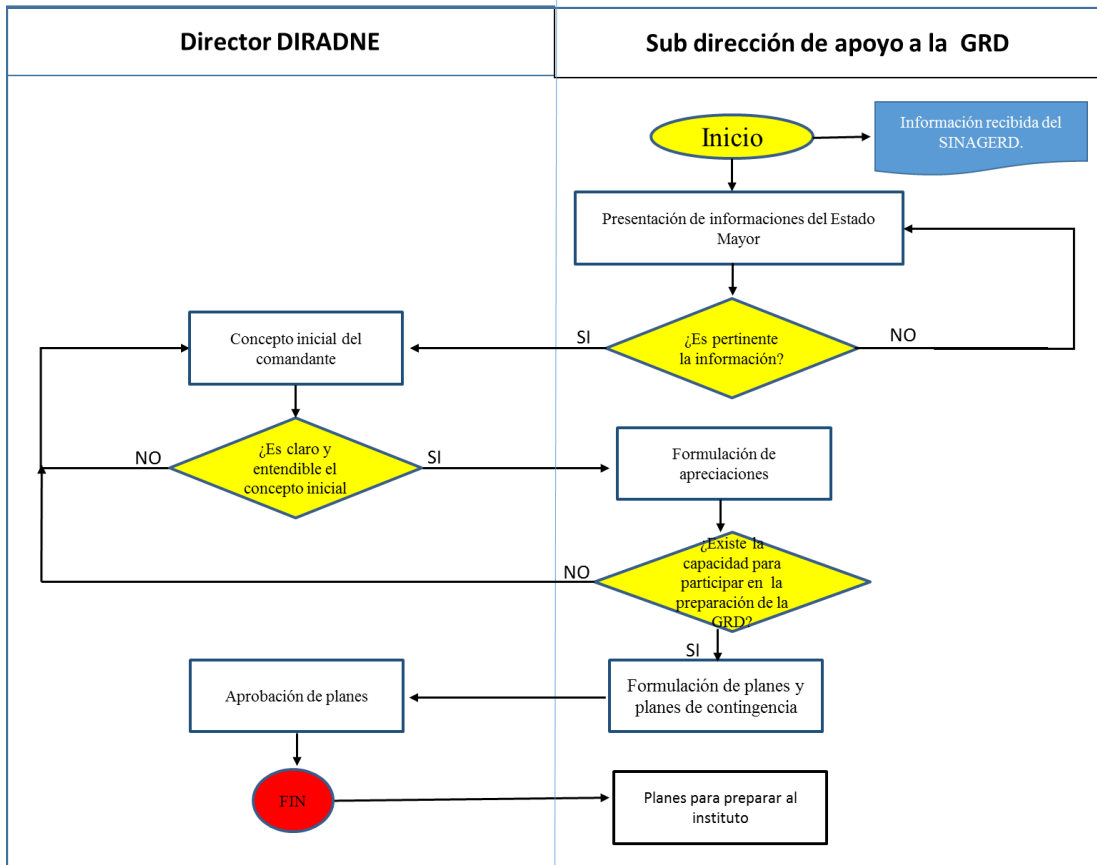 Director DIRADNE
Sub dirección de apoyo a la GRD
Inicio
Información recibida del
SINAGERD.
Presentación de informaciones del Estado
Mayor
¿Es pertinente
la información?
SI
NO
Concepto inicial del
comandante
¿Es claro y
entendible el
concepto inicial
NO
SI
Formulación de
apreciaciones
¿Existe la
capacidad para
participar en la
preparación de la
GRD?
NO
SI
Formulación de planes y
planes de contingencia
Aprobación de planes
FIN
Planes para preparar al
instituto